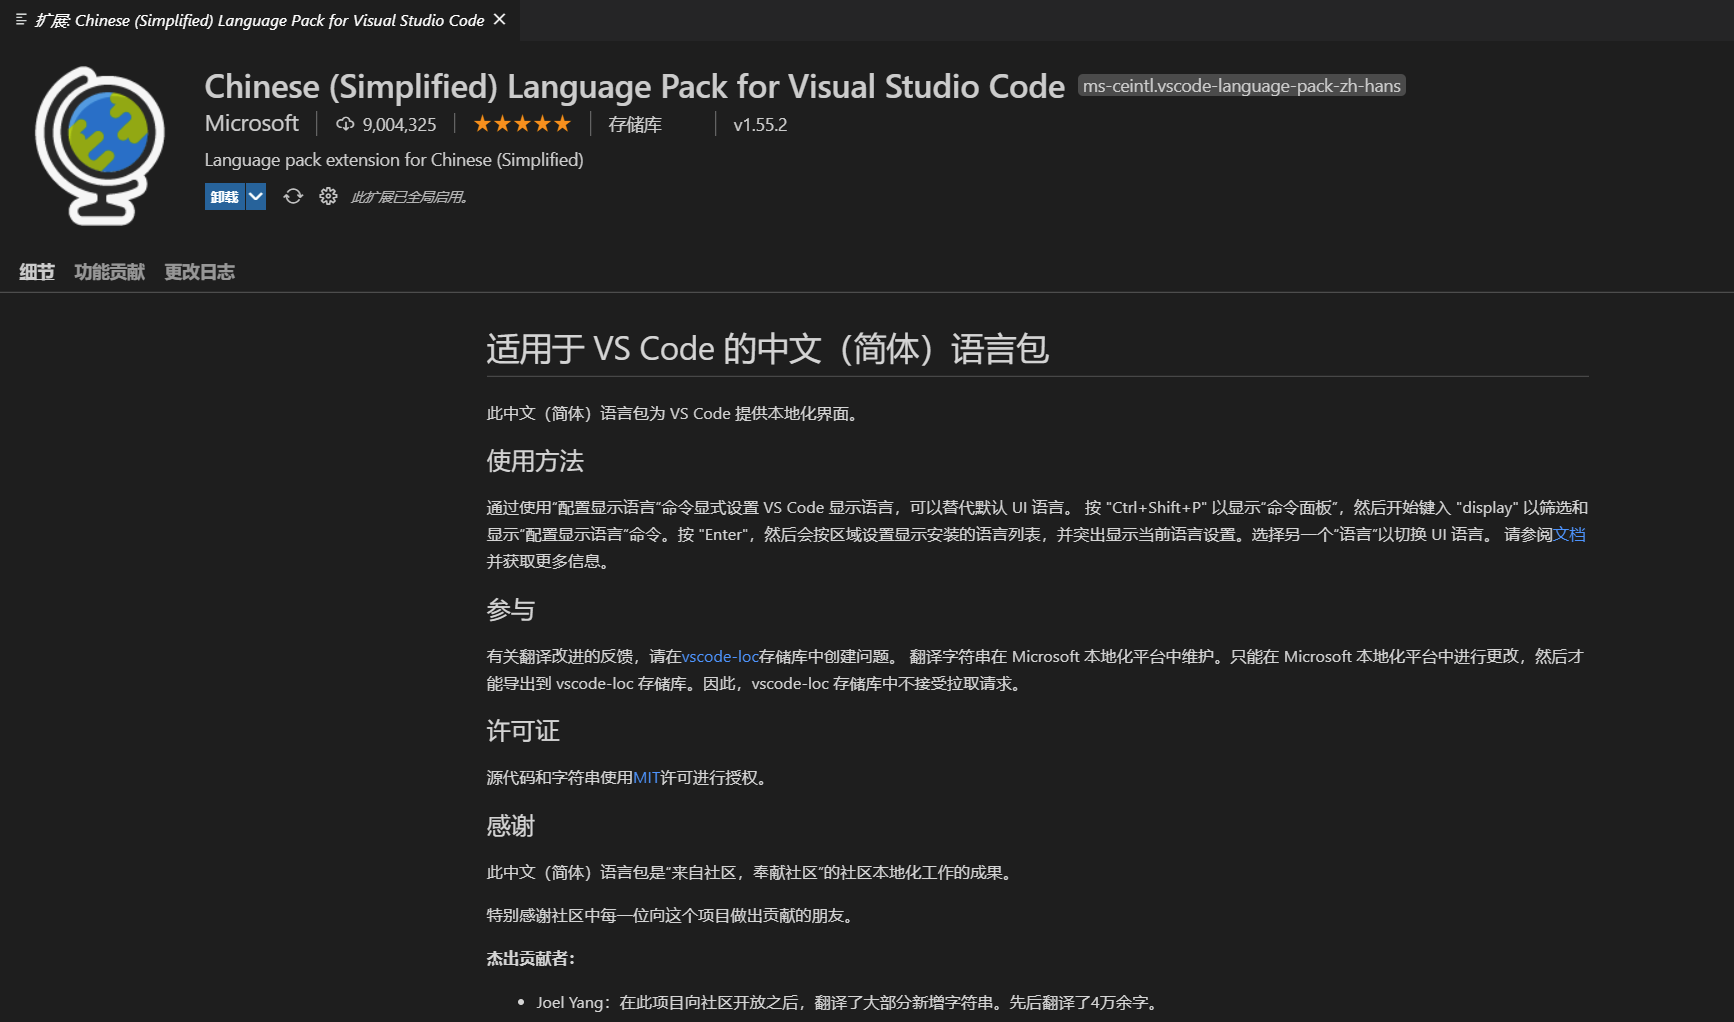 扩展: Chinese (Simplified) Language Pack for Visual Studio Code
Chinese (Simplified) Language Pack for Visual Studio Code ms-ceintl.vscode-language-pack-zh-hans
Microsoft 9,004,325 存储库 v1.55.2
Language pack extension for Chinese (Simplified)
卸载 此扩展已全局启用。
细节 功能贡献 更改日志
适用于 VS Code 的中文（简体）语言包
此中文（简体）语言包为 VS Code 提供本地化界面。
使用方法
通过使用“配置显示语言”命令显式设置 VS Code 显示语言，可以替代默认 UI 语言。 按 "Ctrl+Shift+P" 以显示“命令面板”，然后开始键入 "display" 以筛选和
显示“配置显示语言”命令。按 "Enter"，然后会按区域设置显示安装的语言列表，并突出显示当前语言设置。选择另一个“语言”以切换 UI 语言。 请参阅文档
并获取更多信息。
参与
有关翻译改进的反馈，请在vscode-loc存储库中创建问题。 翻译字符串在 Microsoft 本地化平台中维护。只能在 Microsoft 本地化平台中进行更改，然后才
能导出到 vscode-loc 存储库。因此，vscode-loc 存储库中不接受拉取请求。
许可证
源代码和字符串使用MIT许可进行授权。
感谢
此中文（简体）语言包是“来自社区，奉献社区”的社区本地化工作的成果。
特别感谢社区中每一位向这个项目做出贡献的朋友。
杰出贡献者：
• Joel Yang：在此项目向社区开放之后，翻译了大部分新增字符串。先后翻译了4万余字。